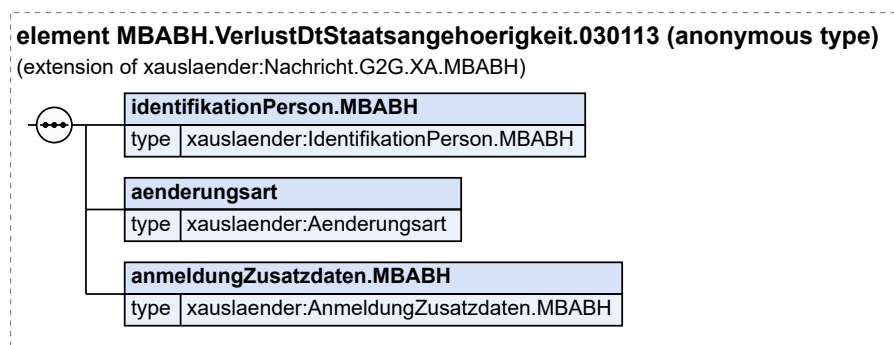 element MBABH.VerlustDtStaatsangehoerigkeit.030113 (anonymous type)
(extension of xauslaender:Nachricht.G2G.XA.MBABH)
identifikationPerson.MBABH
type xauslaender:IdentifikationPerson.MBABH
aenderungsart
type xauslaender:Aenderungsart
anmeldungZusatzdaten.MBABH
type xauslaender:AnmeldungZusatzdaten.MBABH